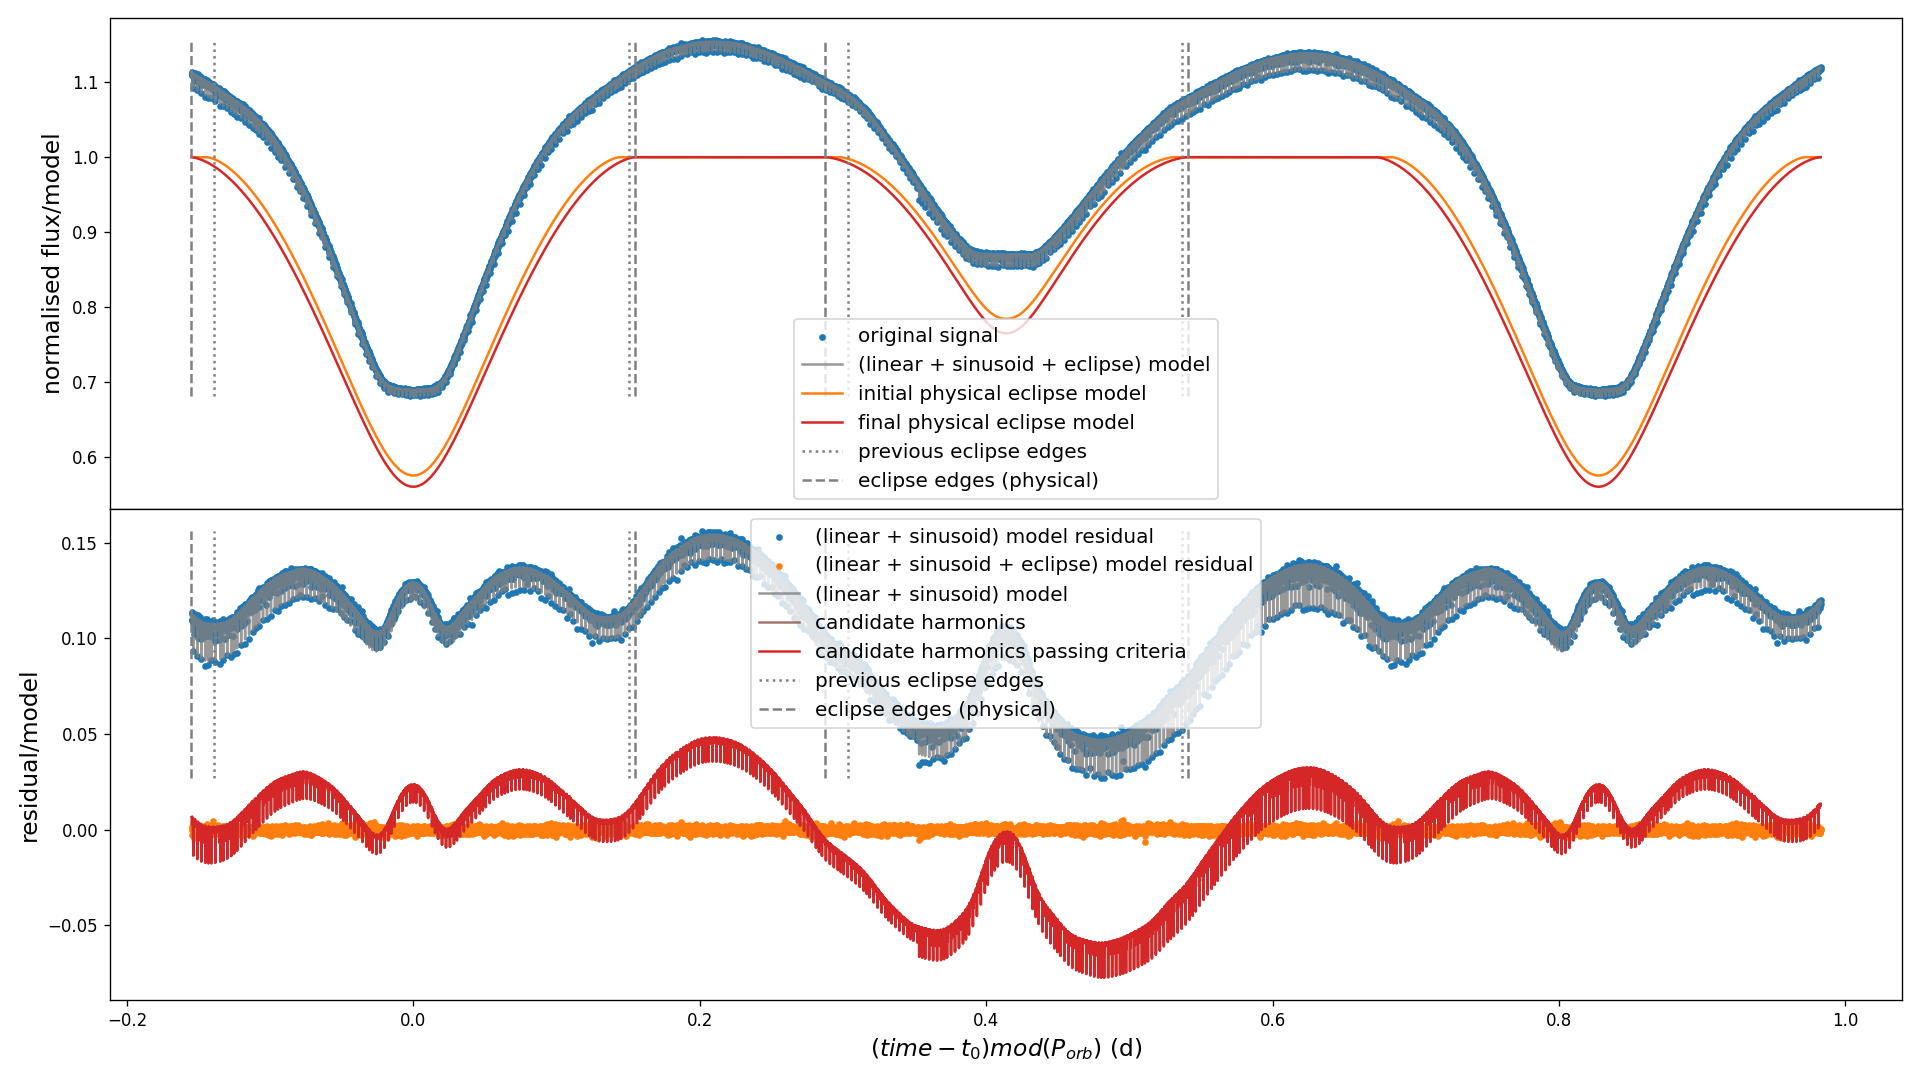 normalised flux/model
1.1
1.0
0.9
0.8
0.7
0.6
original signal
(linear + sinusoid + eclipse) model
initial physical eclipse model
final physical eclipse model
previous eclipse edges
eclipse edges (physical)
residual/model
0.15
0.10
0.05
0.00
−0.05
(linear + sinusoid) model residual
(linear + sinusoid + eclipse) model residual
(linear + sinusoid) model
candidate harmonics
candidate harmonics passing criteria
previous eclipse edges
eclipse edges (physical)
−0.2 0.0 0.2 0.4 0.6 0.8 1.0
(time − t₀)mod(Pₒᵣb) (d)